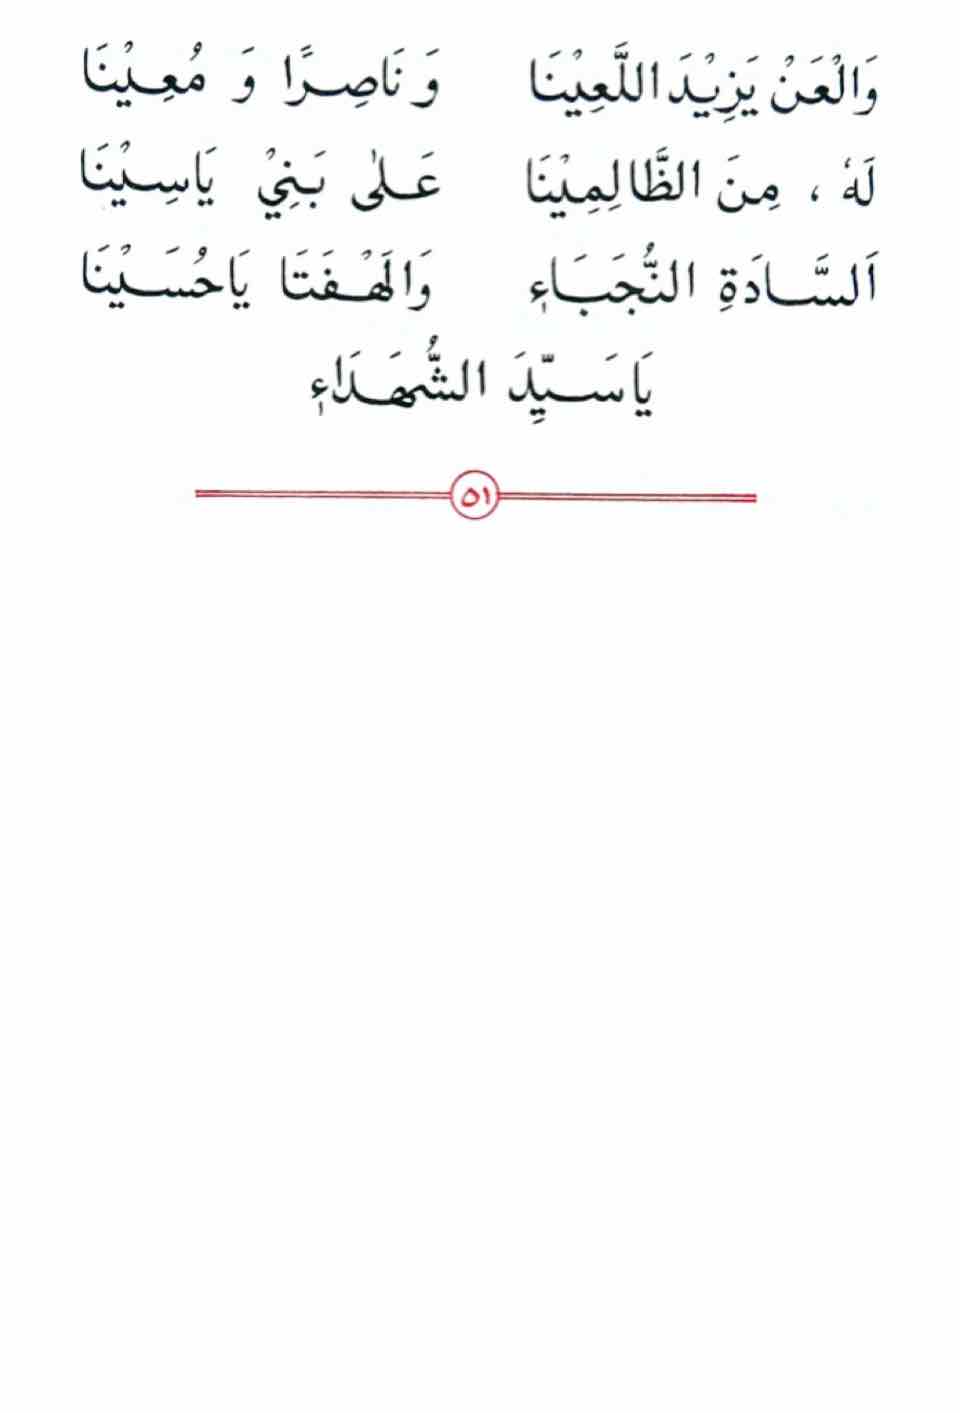 وَالْعَنْ يَزِيْدَ اللَّعِيْنَا وَ نَاصِرًا وَ مُعِيْنَا
لَهٗ ، مِنَ الظَّالِمِيْنَا عَلٰى بَنِيْ يَاسِيْنَا
اَلسَّادَةِ النُّجَبَاءِ وَالَهْفَتَا يَاحُسَيْنَا
يَاسَيِّدَ الشُّهَدَاءِ
٥١